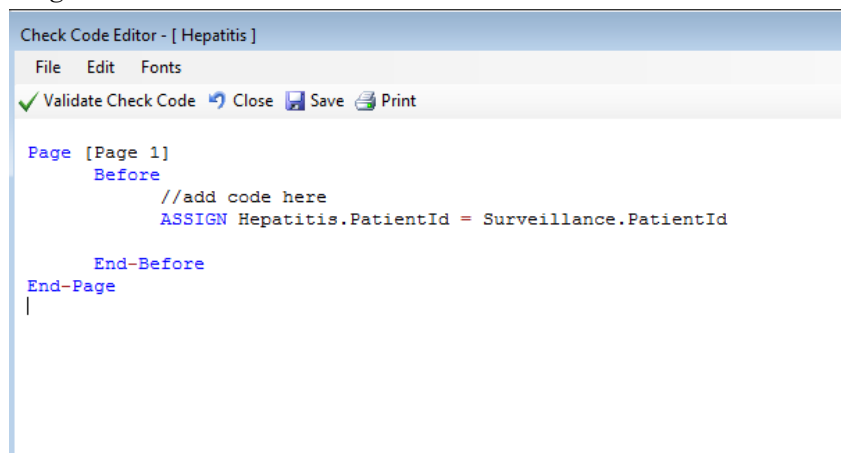 Check Code Editor - [ Hepatitis ]
File Edit Fonts
Validate Check Code Close Save Print
Page [Page 1]
Before
//add code here
ASSIGN Hepatitis.PatientId = Surveillance.PatientId
End-Before
End-Page